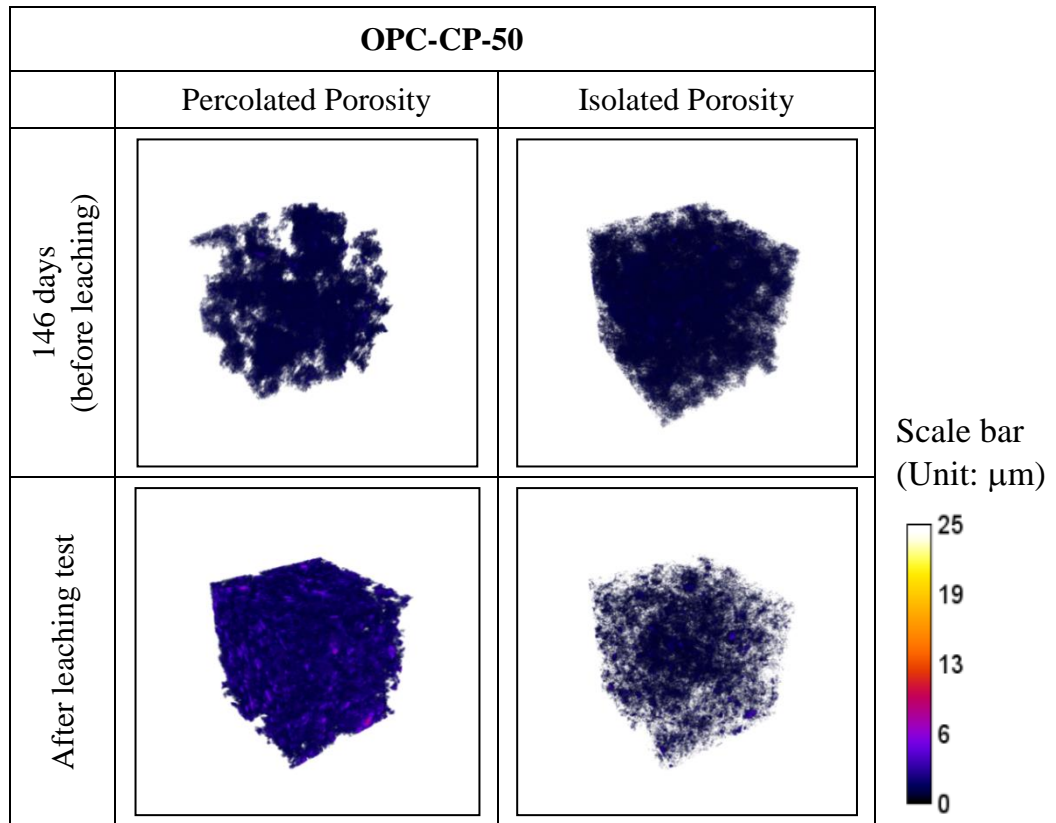 OPC-CP-50
Percolated Porosity
Isolated Porosity
146 days
(before leaching)
After leaching test
Scale bar
(Unit: μm)
25
19
13
6
0